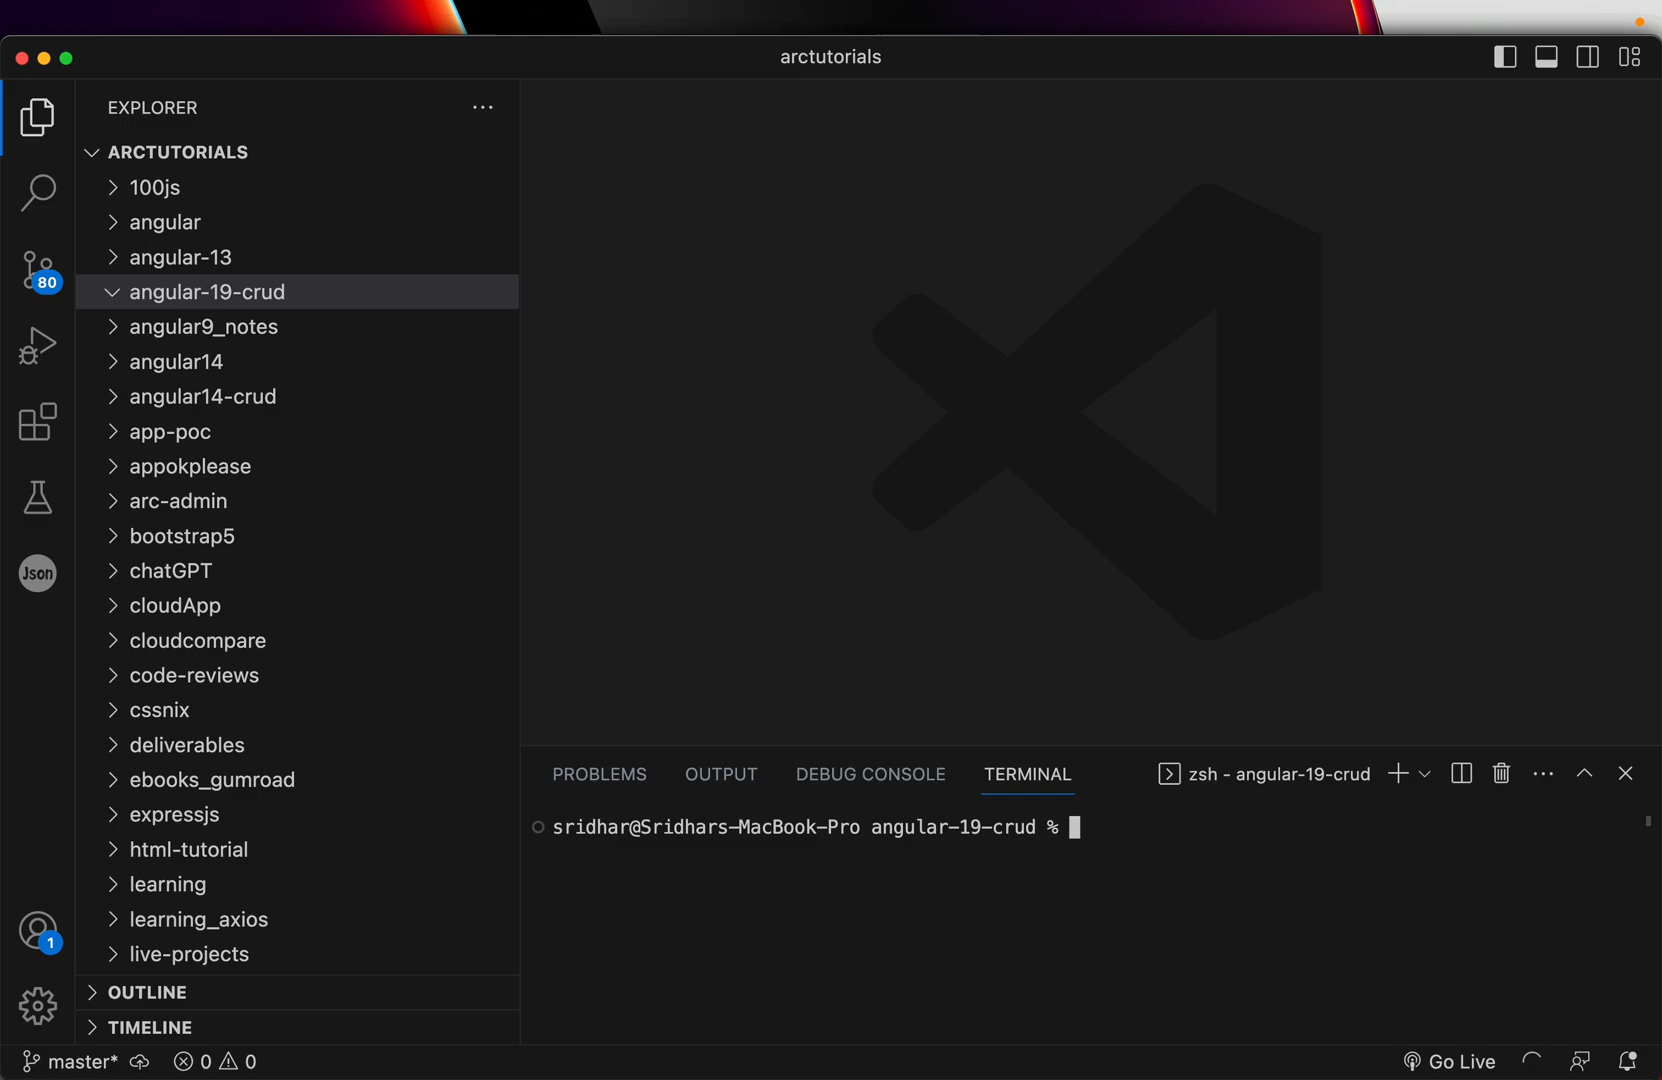 arctutorials
EXPLORER
ARCTUTORIALS
100js
angular
angular-13
angular-19-crud
angular9_notes
angular14
angular14-crud
app-poc
appokplease
arc-admin
bootstrap5
chatGPT
cloudApp
cloudcompare
code-reviews
cssnix
deliverables
ebooks_gumroad
expressjs
html-tutorial
learning
learning_axios
live-projects
OUTLINE
TIMELINE
80
Json
1
PROBLEMS OUTPUT DEBUG CONSOLE TERMINAL zsh - angular-19-crud
sridhar@Sridhars-MacBook-Pro angular-19-crud %
master* 0 0 Go Live